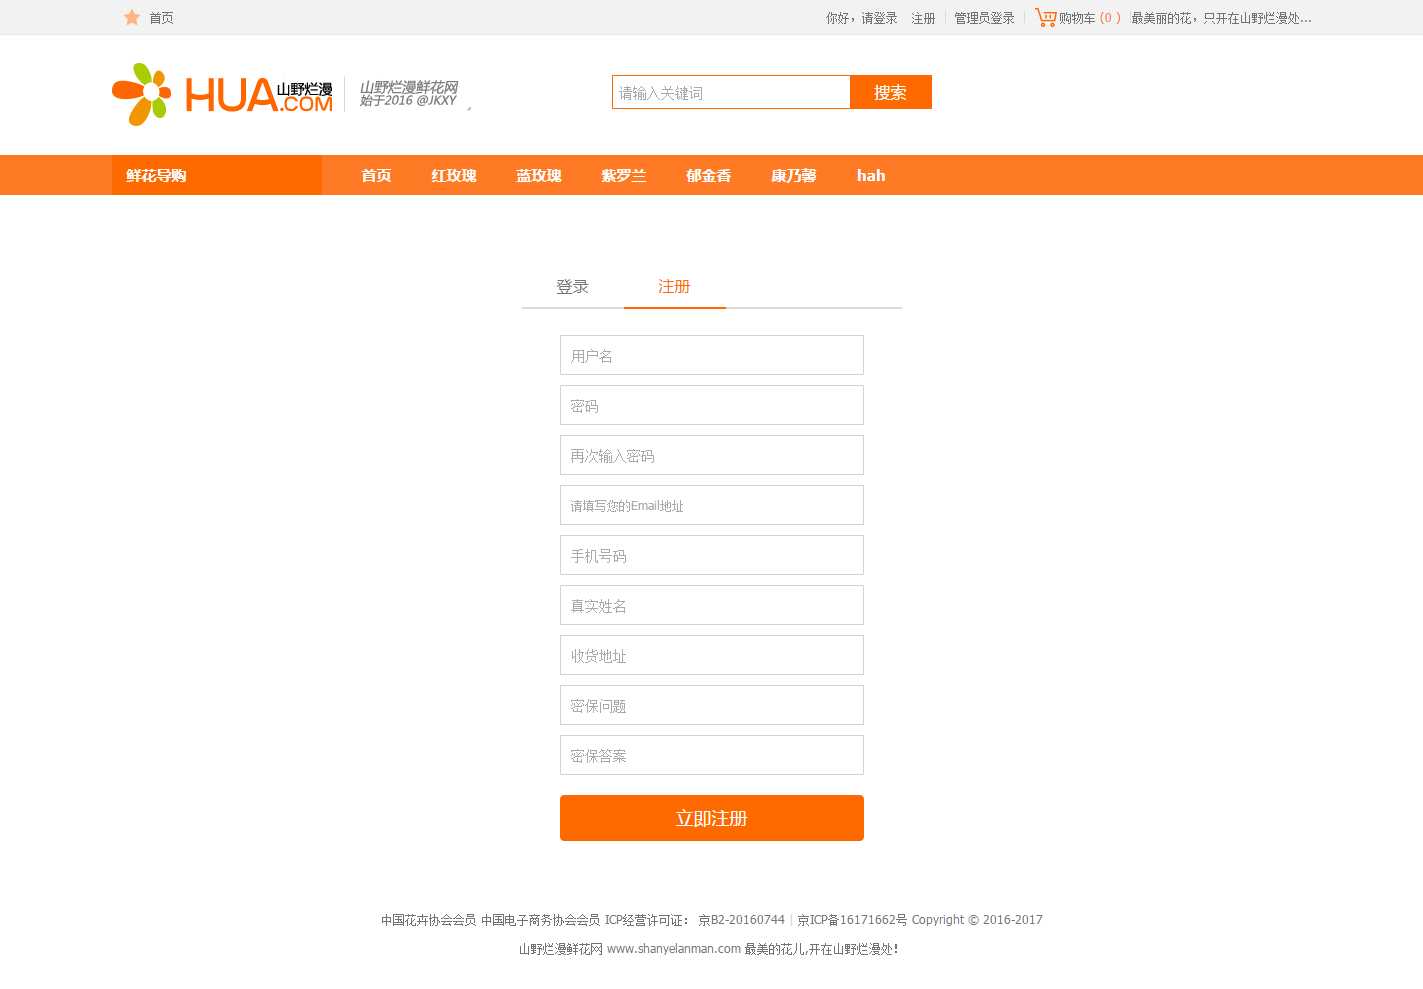 首页
你好，请登录 注册 管理员登录 购物车（0 ） 最美丽的花，只开在山野烂漫处...
HUA.COM 山野烂漫
山野烂漫鲜花网
始于2016 @JKXY
请输入关键词 搜索
鲜花导购 首页 红玫瑰 蓝玫瑰 紫罗兰 郁金香 康乃馨 hah
登录 注册
用户名
密码
再次输入密码
请填写您的Email地址
手机号码
真实姓名
收货地址
密保问题
密保答案
立即注册
中国花卉协会会员 中国电子商务协会会员 ICP经营许可证： 京B2-20160744 | 京ICP备16171662号 Copyright © 2016-2017
山野烂漫鲜花网 www.shanyelanman.com 最美的花儿,开在山野烂漫处！